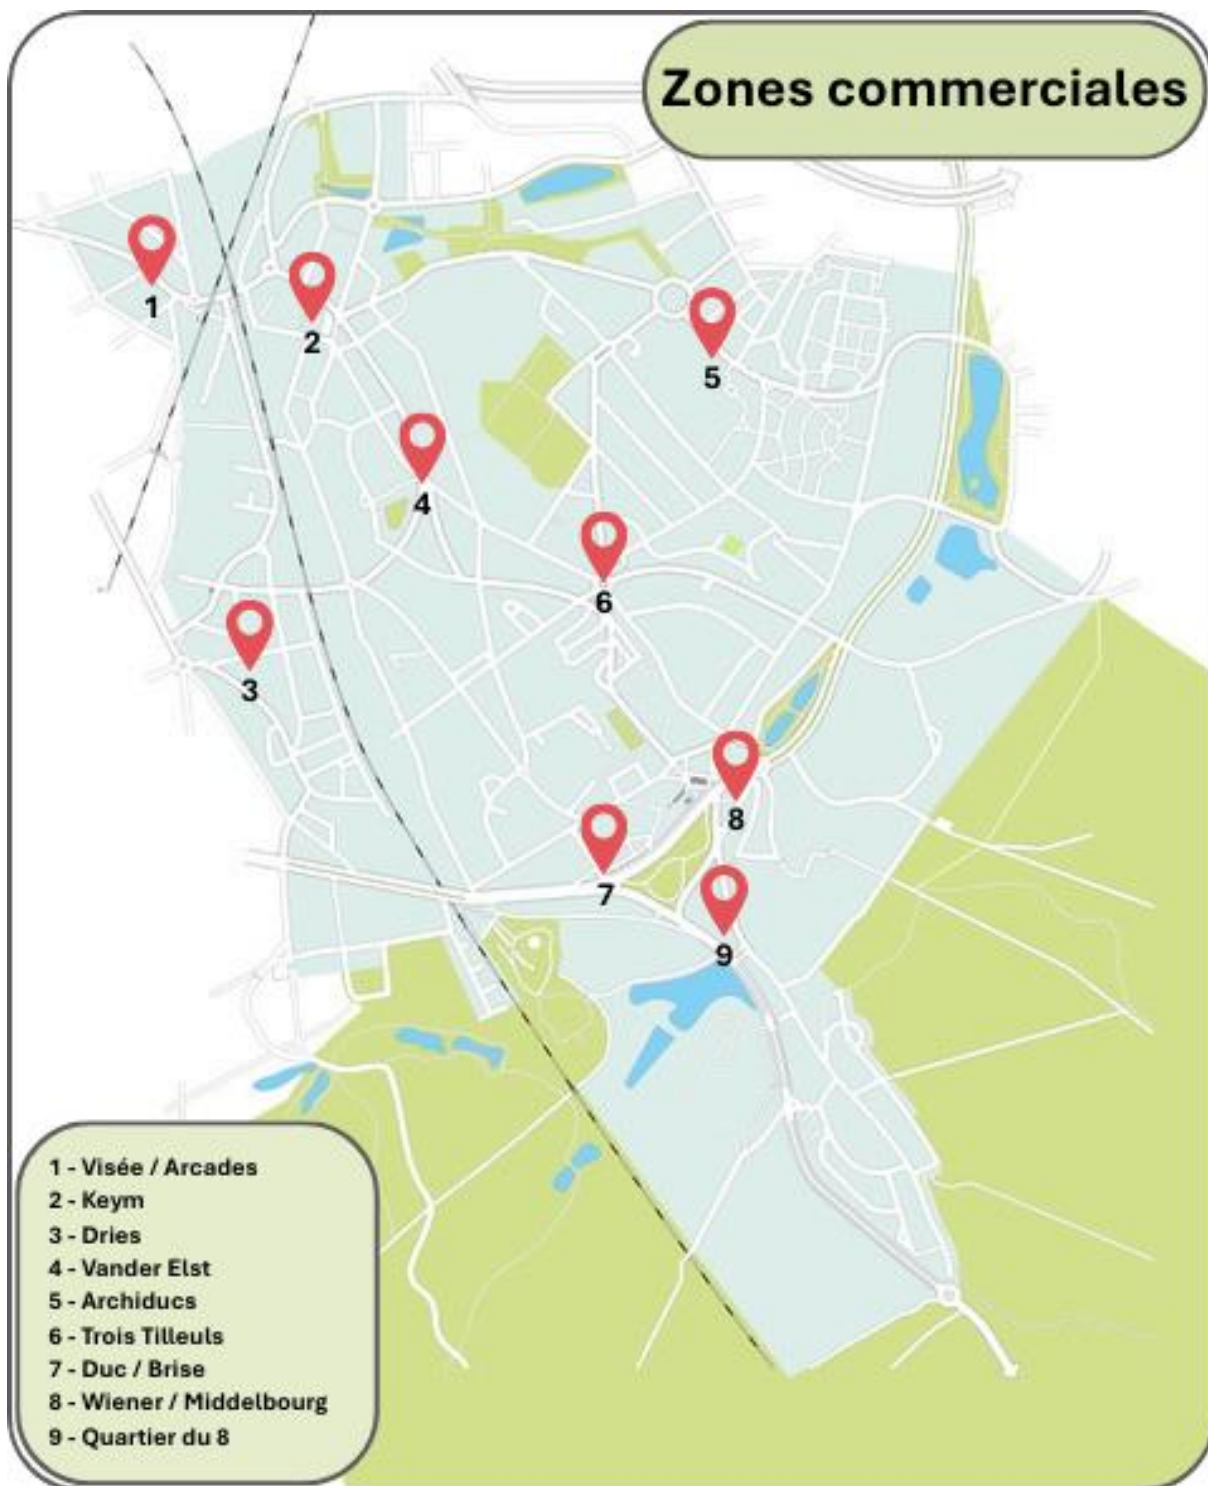 Zones commerciales
1
2
5
4
6
3
8
7
9
1 - Visée / Arcades
2 - Keym
3 - Dries
4 - Vander Elst
5 - Archiducs
6 - Trois Tilleuls
7 - Duc / Brise
8 - Wiener / Middelbourg
9 - Quartier du 8